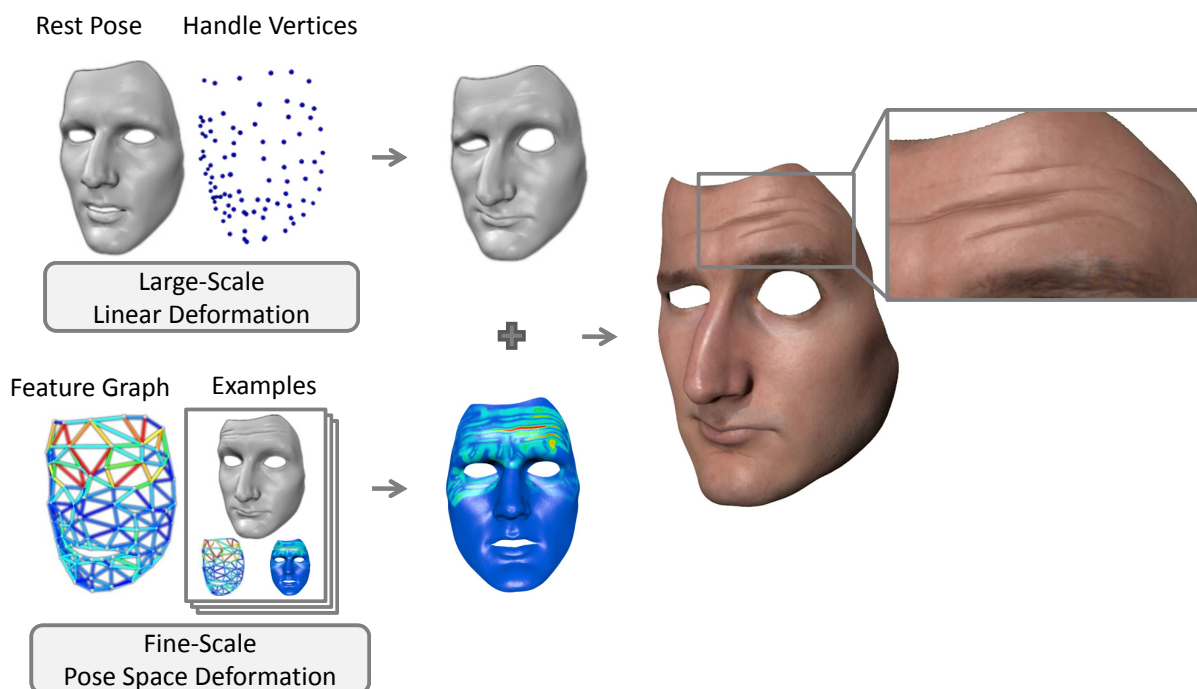 Rest Pose
Handle Vertices
Large-Scale
Linear Deformation
Feature Graph
Examples
Fine-Scale
Pose Space Deformation